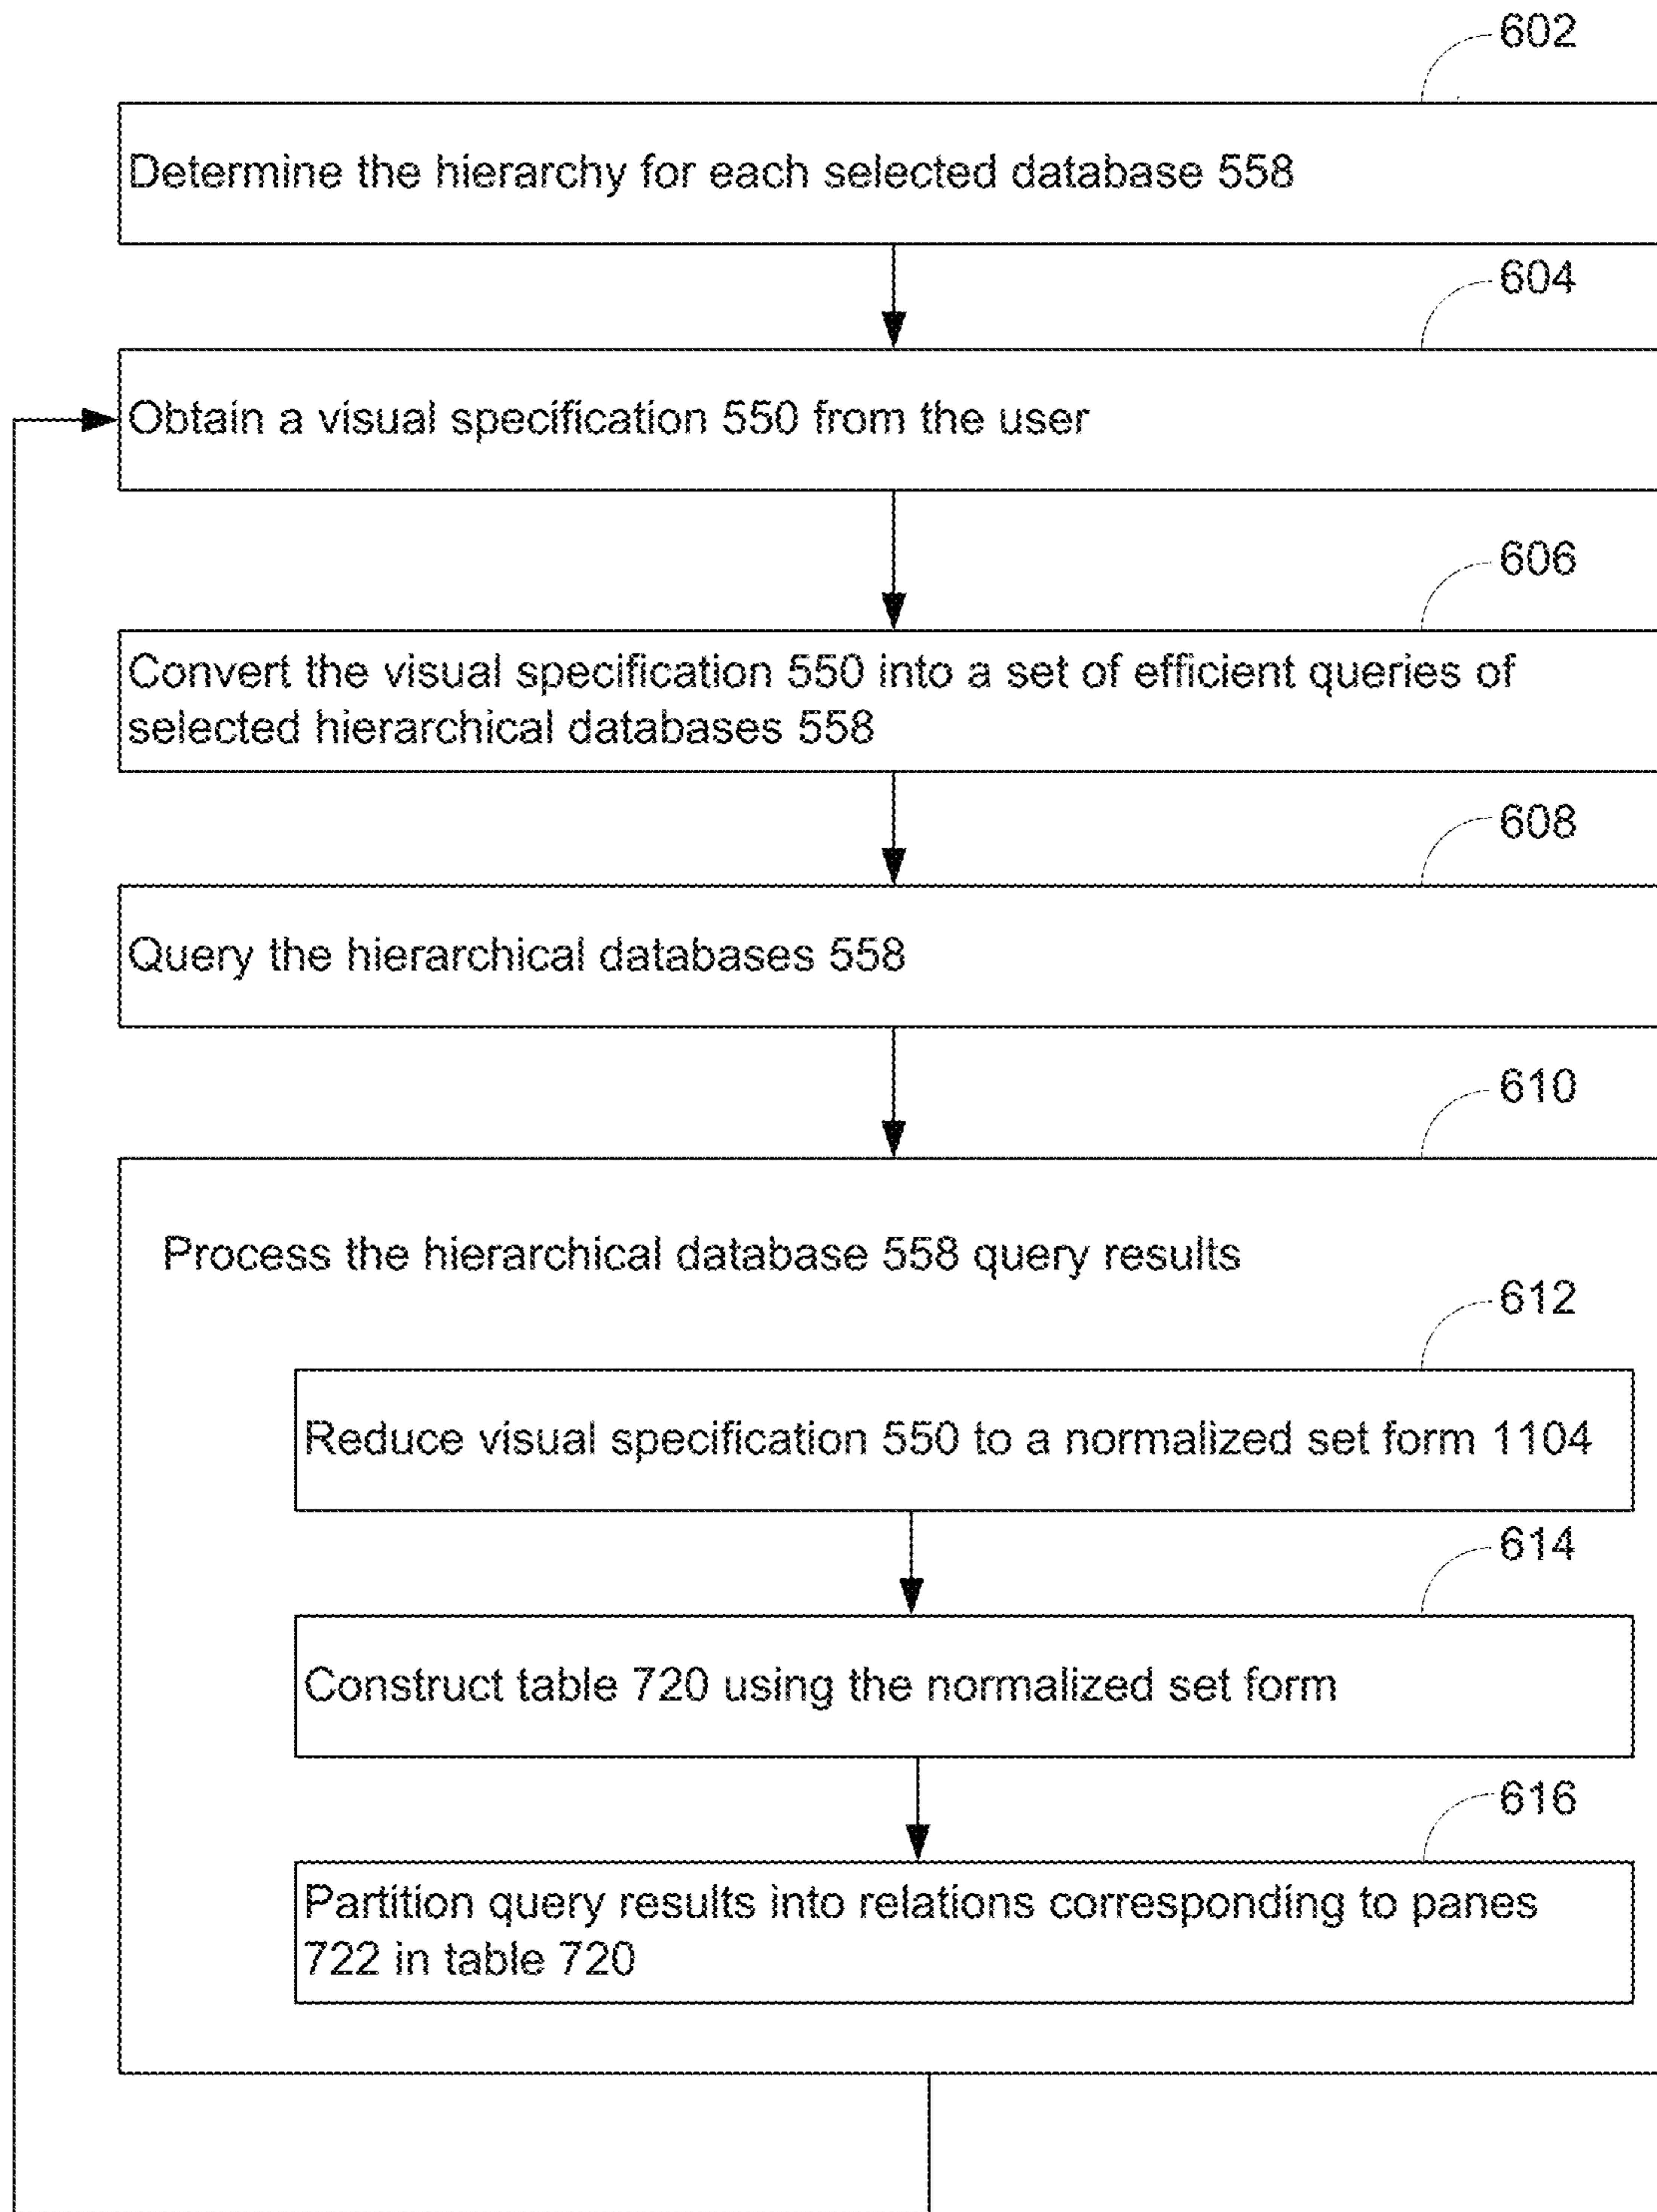 602
Determine the hierarchy for each selected database 558
604
Obtain a visual specification 550 from the user
606
Convert the visual specification 550 into a set of efficient queries of
selected hierarchical databases 558
608
Query the hierarchical databases 558
610
Process the hierarchical database 558 query results
612
Reduce visual specification 550 to a normalized set form 1104
614
Construct table 720 using the normalized set form
616
Partition query results into relations corresponding to panes
722 in table 720